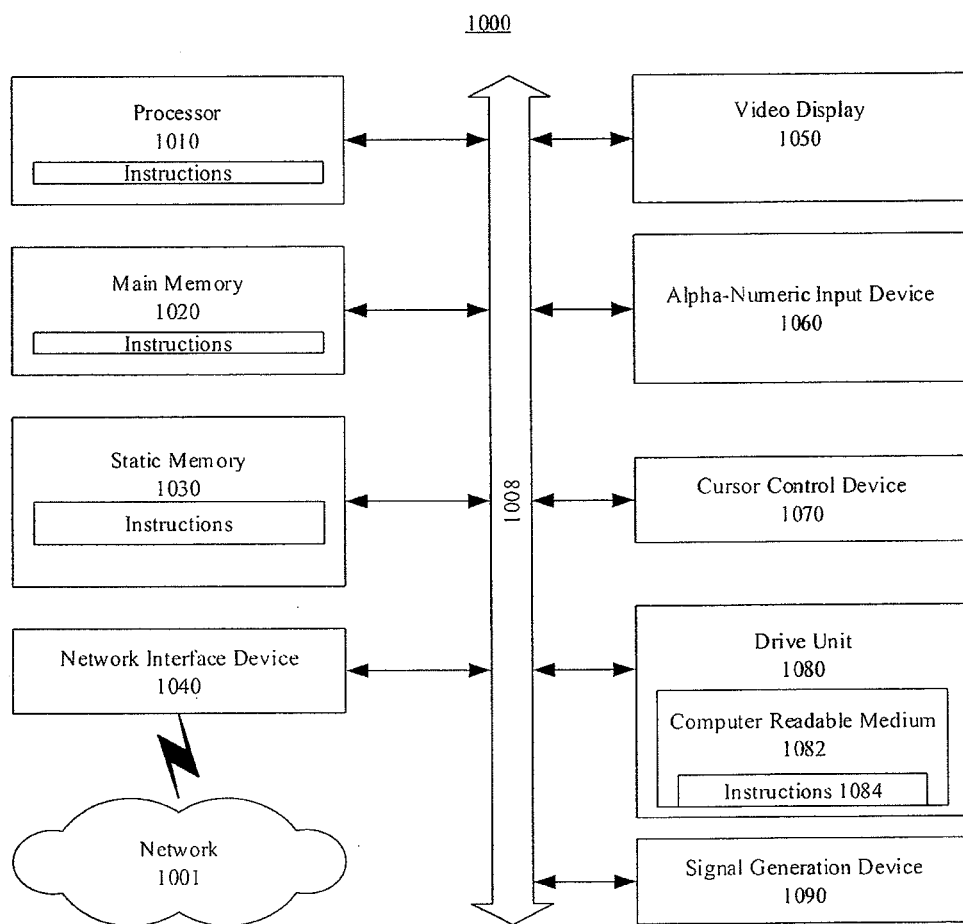 1000
Processor
1010
Instructions
Main Memory
1020
Instructions
Static Memory
1030
Instructions
Network Interface Device
1040
Network
1001
1008
Video Display
1050
Alpha-Numeric Input Device
1060
Cursor Control Device
1070
Drive Unit
1080
Computer Readable Medium
1082
Instructions 1084
Signal Generation Device
1090